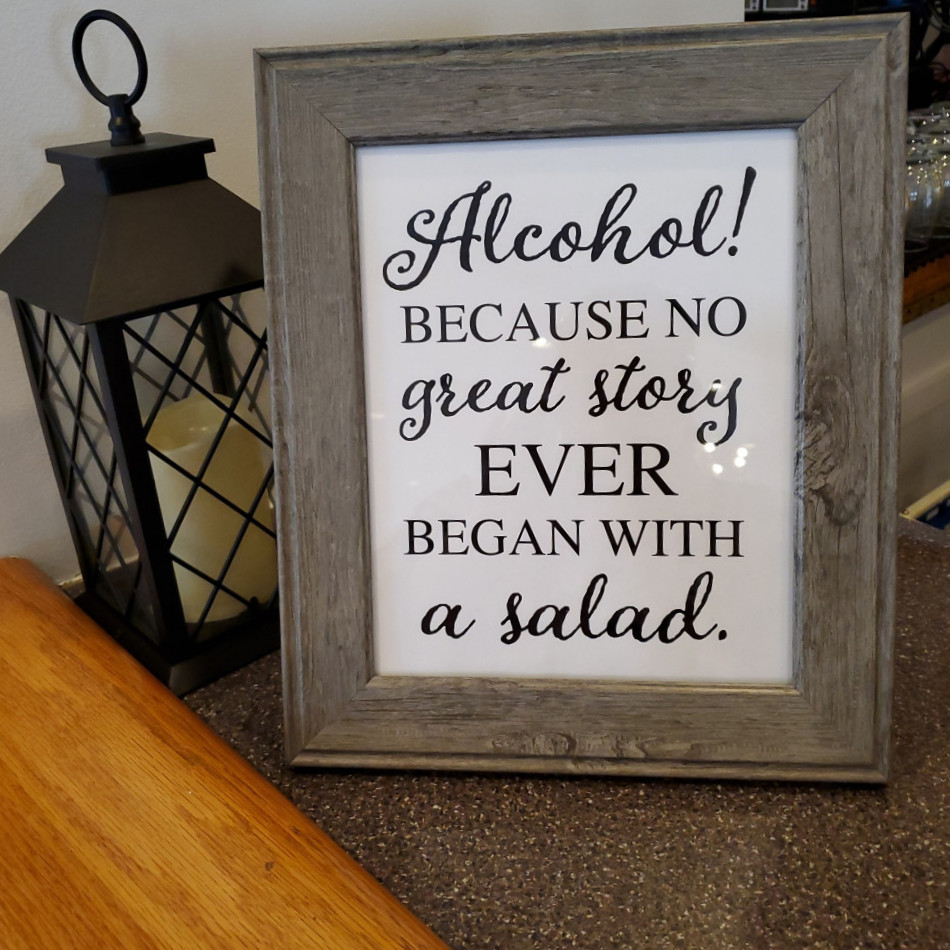 Alcohol!
BECAUSE NO
great story
EVER
BEGAN WITH
a salad.